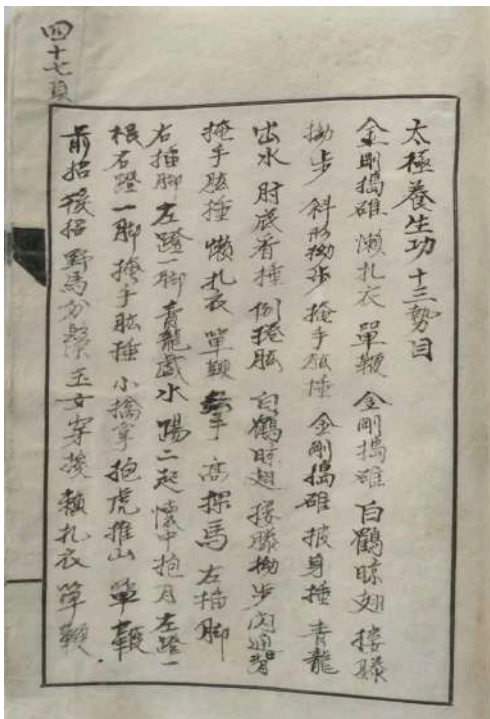 四十七頁
太極養生功十三勢目
金剛搗碓 懶扎衣 單鞭 金剛搗碓 白鶴晾翅 摟膝
拗步 斜形拗步 掩手肱捶 金剛搗碓 披身捶 青龍
出水 肘底看捶 倒捲肱 白鶴晾翅 摟膝拗步 閃通背
掩手肱捶 懶扎衣 單鞭 手 高探馬 左插脚
右插脚 左蹬一脚 青龍戲水 踢二起 懷中抱月 左蹬一
根 右蹬一脚 掩手肱捶 小擒拿 抱虎推山 單鞭
前招 後招 野馬分鬃 玉女穿梭 懶扎衣 單鞭